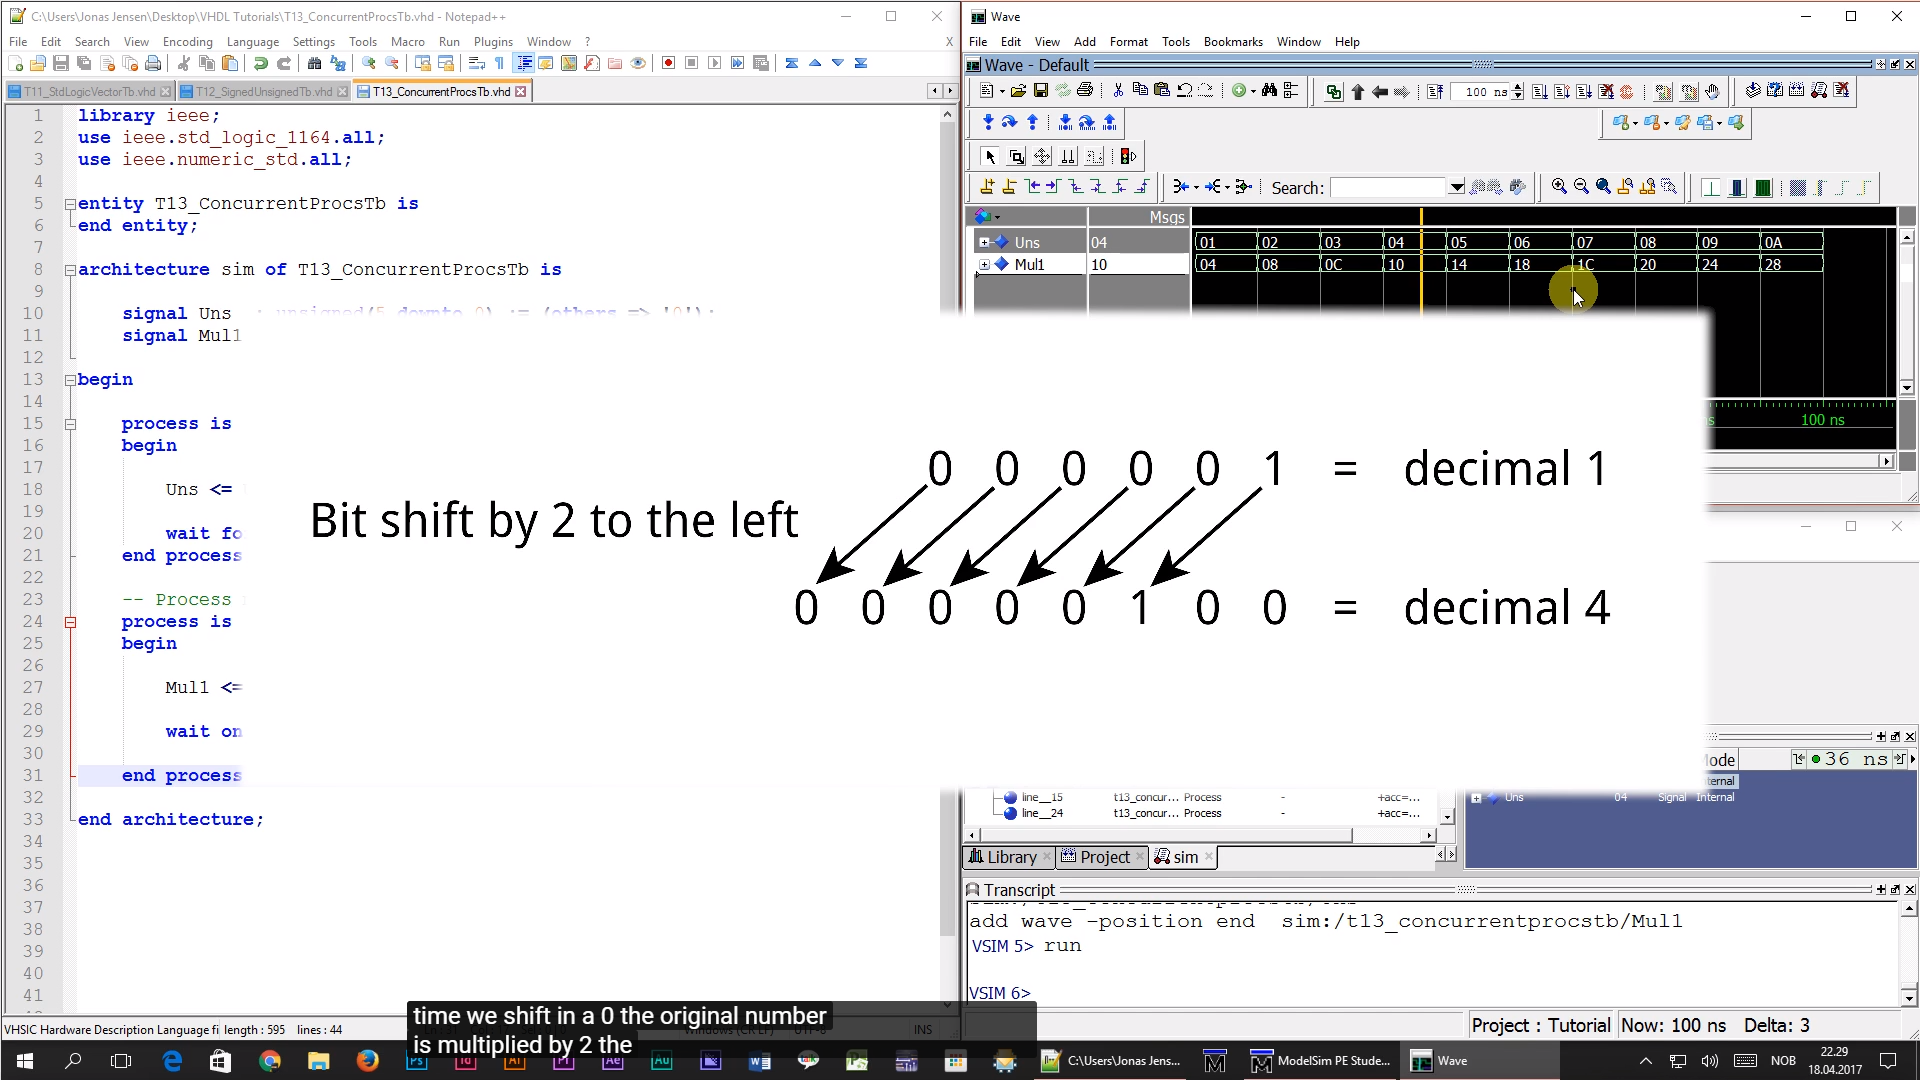 C:\Users\Jonas Jensen\Desktop\VHDL Tutorials\T13_ConcurrentProcsTb.vhd - Notepad++
File Edit Search View Encoding Language Settings Tools Macro Run Plugins Window ? X
T11_StdLogicVectorTb.vhd T12_SignedUnsignedTb.vhd T13_ConcurrentProcsTb.vhd
1 library ieee;
2 use ieee.std_logic_1164.all;
3 use ieee.numeric_std.all;
4
5 entity T13_ConcurrentProcsTb is
6 end entity;
7
8 architecture sim of T13_ConcurrentProcsTb is
9
10 signal Uns : unsigned(5 downto 0) := (others => '0');
11 signal Mul1
12
13 begin
14
15 process is
16 begin
17
18 Uns <=
19
20 wait fo
21 end process
22
23 -- Process
24 process is
25 begin
26
27 Mul1 <=
28
29 wait on
30
31 end process
32
33 end architecture;
34
35
36
37
38
39
40
41
VHSIC Hardware Description Language fi length : 595 lines : 44 INS
Wave
File Edit View Add Format Tools Bookmarks Window Help
Wave - Default
100 ns
Search:
Msgs
Uns 04 01 02 03 04 05 06 07 08 09 0A
Mul1 10 04 08 0C 10 14 18 1C 20 24 28
100 ns
0 0 0 0 0 1 = decimal 1
Bit shift by 2 to the left
0 0 0 0 0 1 0 0 = decimal 4
36 ns
line__15 t13_concur... Process - +acc=...
line__24 t13_concur... Process - +acc=...
Uns 04 Signal Internal
Library Project sim
Transcript
add wave -position end sim:/t13_concurrentprocstb/Mul1
VSIM 5> run
VSIM 6>
Project : Tutorial Now: 100 ns Delta: 3
time we shift in a 0 the original number
is multiplied by 2 the
C:\Users\Jonas Jens... ModelSim PE Stude... Wave
NOB
22.29
18.04.2017